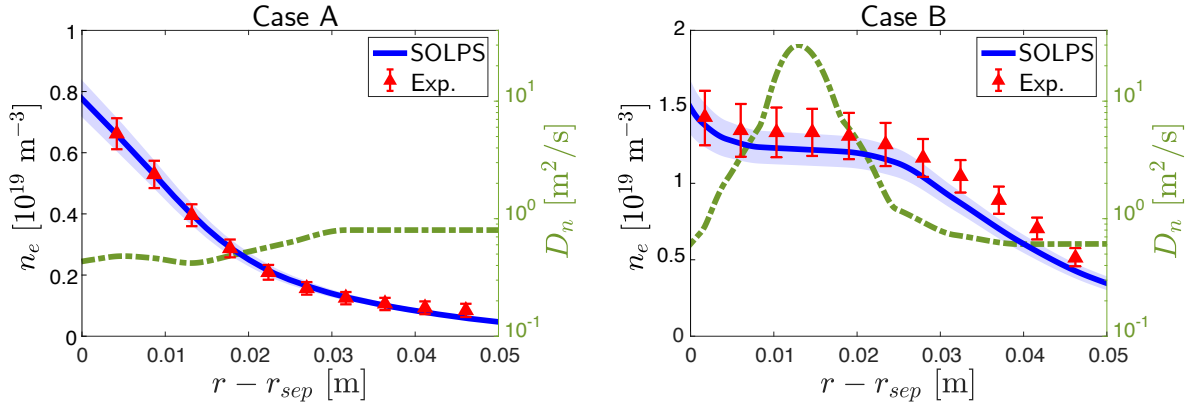 Case A
SOLPS
Exp.
1
0.8
0.6
0.4
0.2
0
n_e [10^19 m^−3]
10^1
10^0
10^-1
D_n [m^2/s]
0 0.01 0.02 0.03 0.04 0.05
r − r_sep [m]
Case B
SOLPS
Exp.
2
1.5
1
0.5
0
n_e [10^19 m^−3]
10^1
10^0
10^-1
D_n [m^2/s]
0 0.01 0.02 0.03 0.04 0.05
r − r_sep [m]